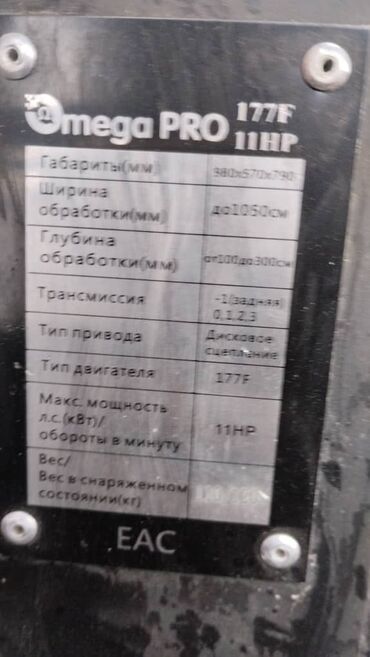 Omega PRO 177F
11HP
Габариты(мм) 980x570x790
Ширина
обработки(мм) до1050см
Глубина
обработки(мм) от100до300см
Трансмиссия -1(задняя)
0,1,2,3
Тип привода Дисковое
сцепление
Тип двигателя 177F
Макс. мощность
л.с.(кВт)/
обороты в минуту 11HP
Вес/
Вес в снаряженном
состоянии(кг)
EAC